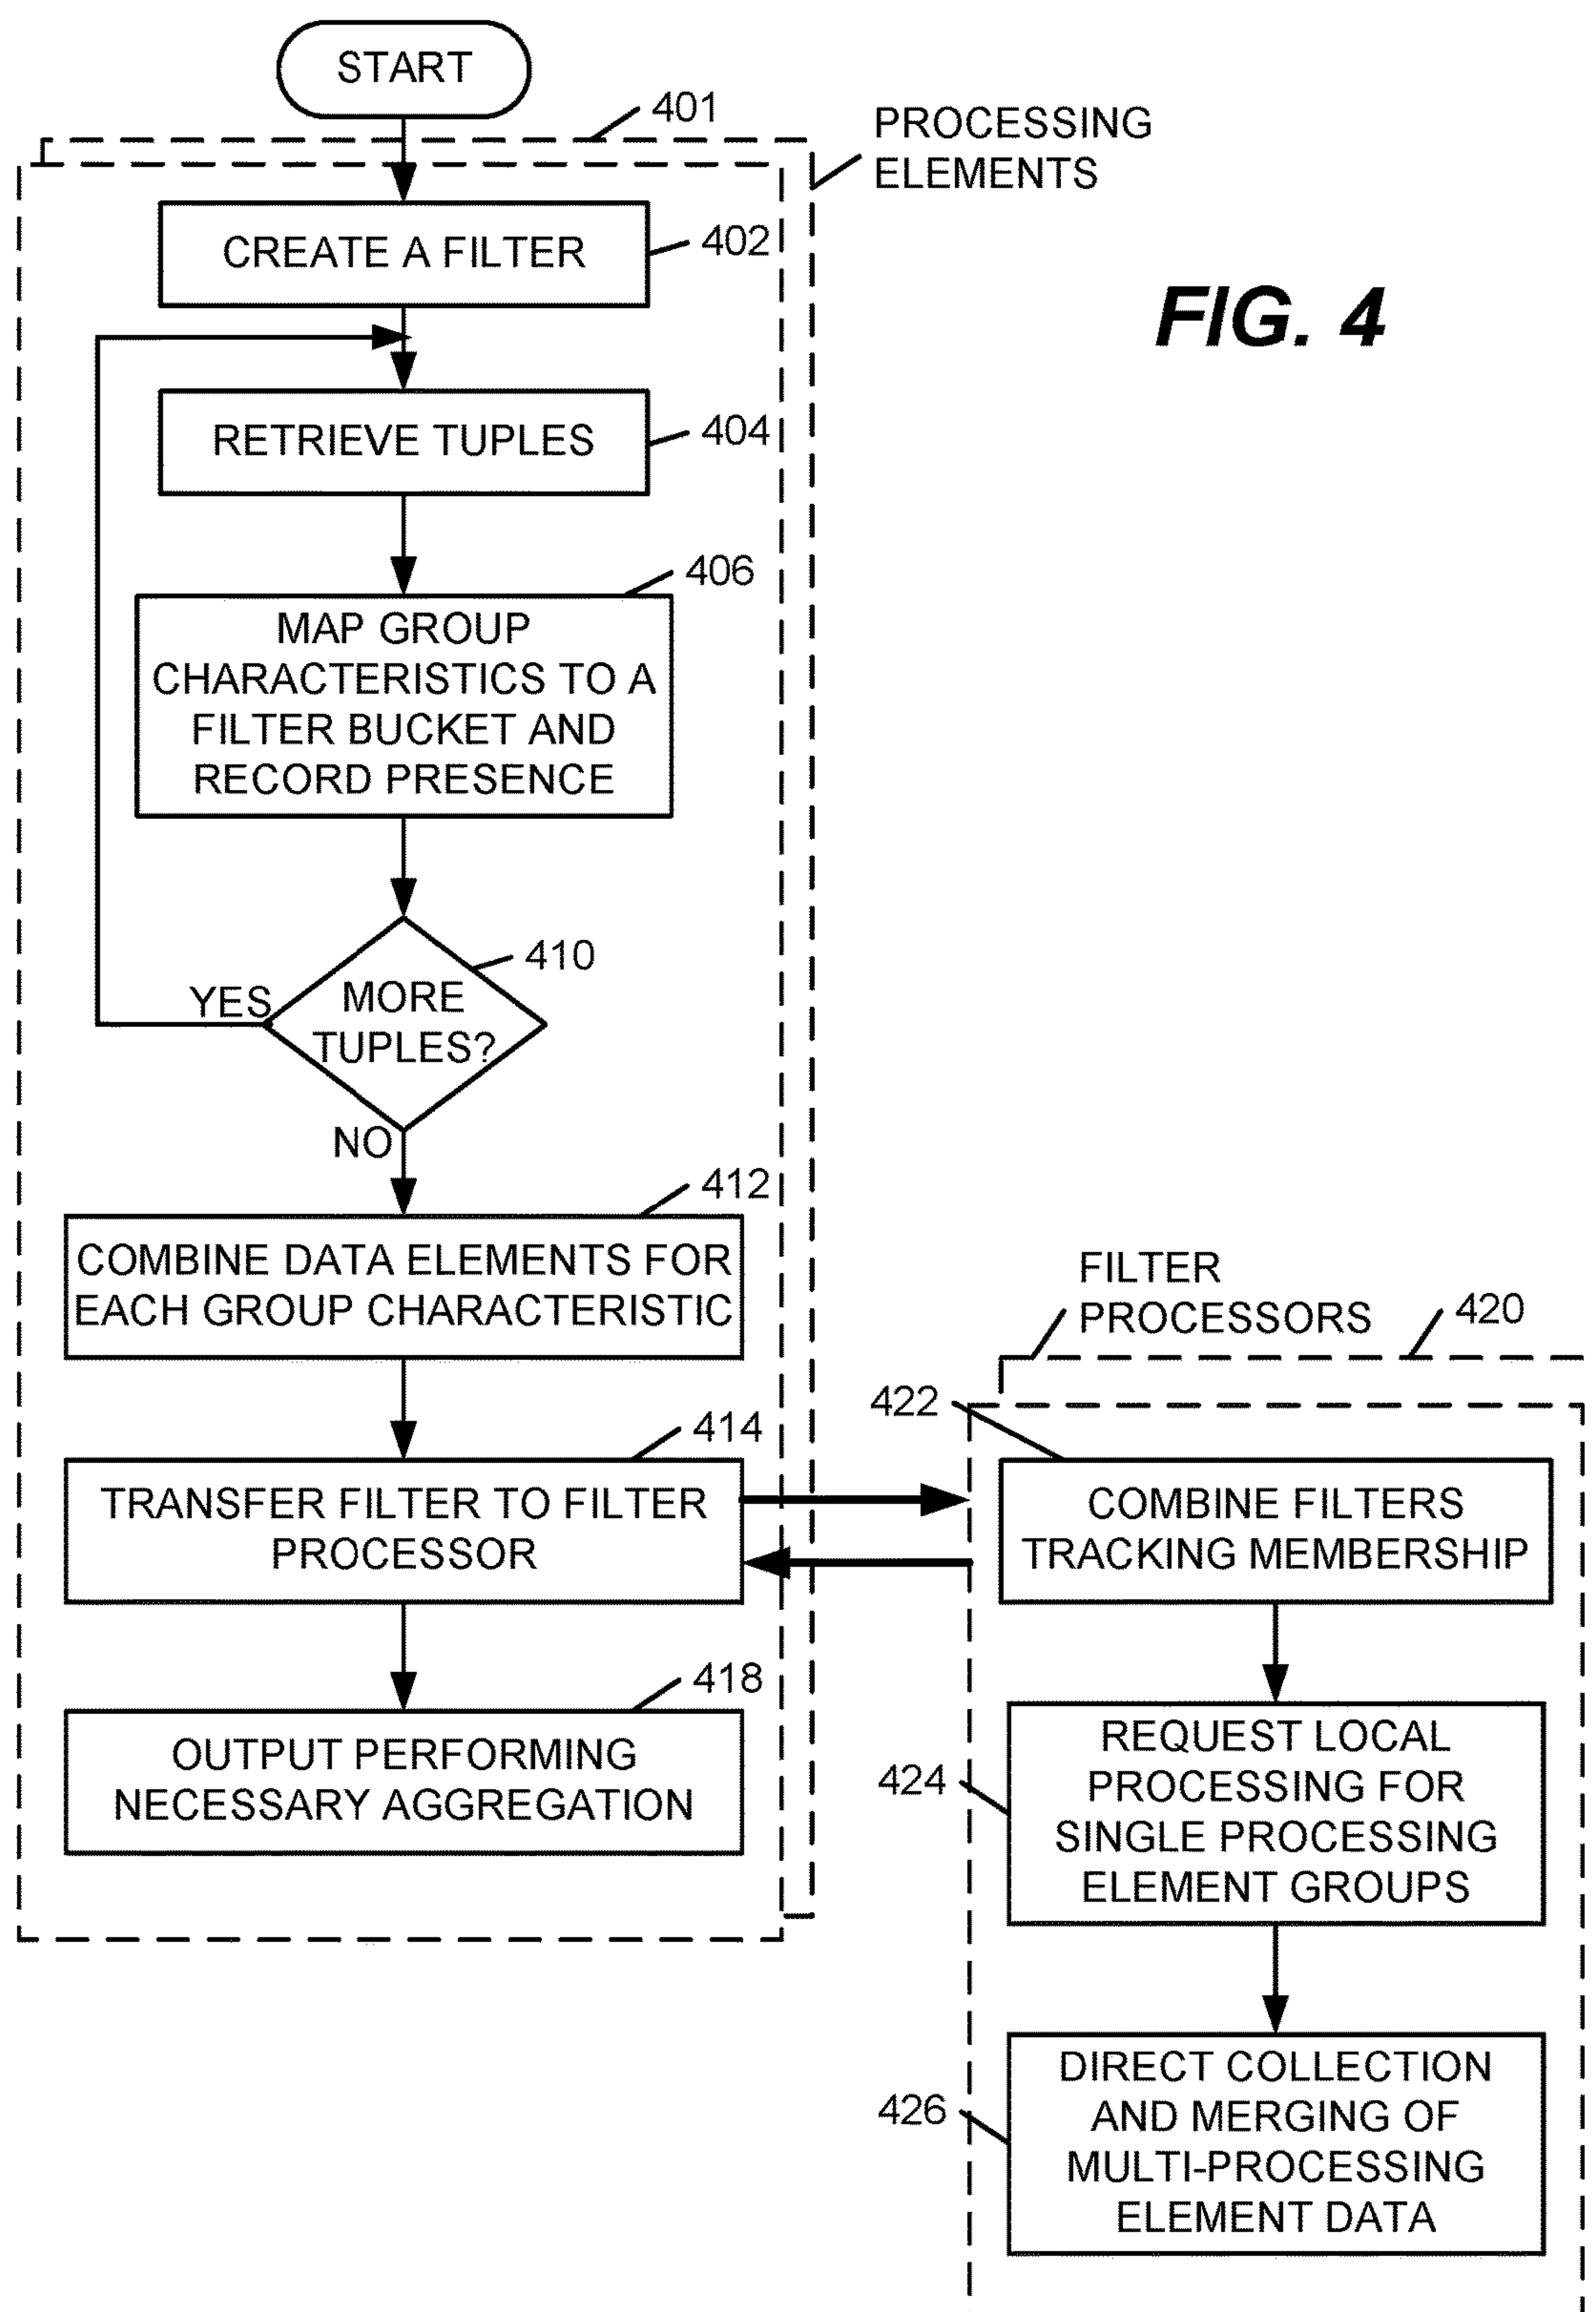 START
401
PROCESSING
ELEMENTS
CREATE A FILTER
402
FIG. 4
RETRIEVE TUPLES
404
406
MAP GROUP
CHARACTERISTICS TO A
FILTER BUCKET AND
RECORD PRESENCE
410
YES
MORE
TUPLES?
NO
412
COMBINE DATA ELEMENTS FOR
EACH GROUP CHARACTERISTIC
414
TRANSFER FILTER TO FILTER
PROCESSOR
418
OUTPUT PERFORMING
NECESSARY AGGREGATION
FILTER
PROCESSORS
420
422
COMBINE FILTERS
TRACKING MEMBERSHIP
424
REQUEST LOCAL
PROCESSING FOR
SINGLE PROCESSING
ELEMENT GROUPS
426
DIRECT COLLECTION
AND MERGING OF
MULTI-PROCESSING
ELEMENT DATA